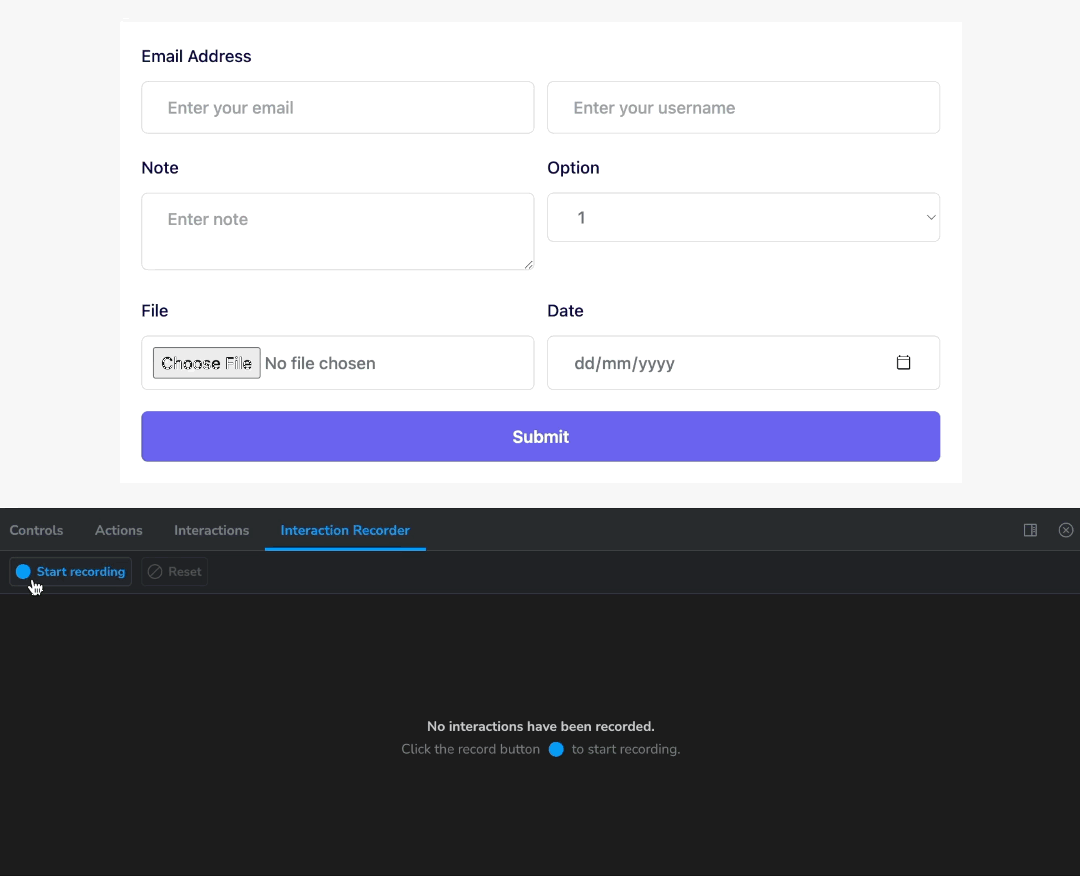 Email Address
Enter your email
Enter your username
Note
Option
Enter note
1
File
Date
Choose File No file chosen
dd/mm/yyyy
Submit
Controls Actions Interactions Interaction Recorder
Start recording Reset
No interactions have been recorded.
Click the record button to start recording.